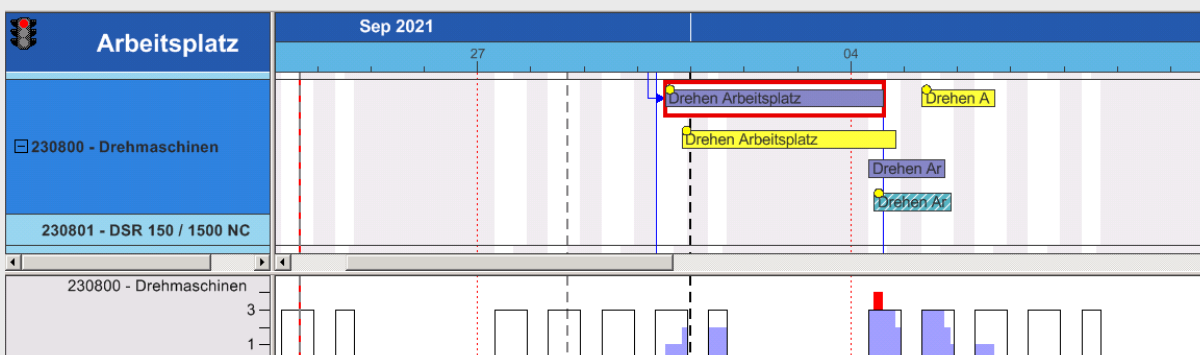 Arbeitsplatz
Sep 2021
27
04
230800 - Drehmaschinen
Drehen Arbeitsplatz
Drehen A
Drehen Arbeitsplatz
Drehen Ar
Drehen Ar
230801 - DSR 150 / 1500 NC
230800 - Drehmaschinen
3
1